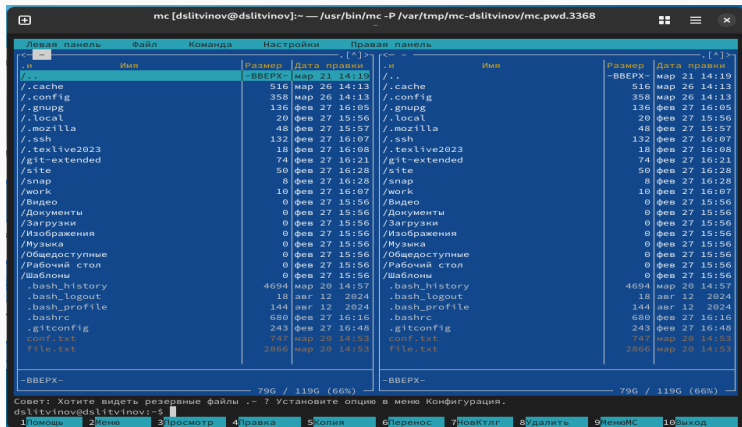 mc [dslitvinov@dslitvinov]:~ — /usr/bin/mc -P /var/tmp/mc-dslitvinov/mc.pwd.3368
Левая панель Файл Команда Настройки Правая панель
<- ~ .[^]> <- ~ .[^]>
.и Имя Размер Дата правки .и Имя Размер Дата правки
/.. -ВВЕРХ- мар 21 14:19 /.. -ВВЕРХ- мар 21 14:19
/.cache 516 мар 26 14:13 /.cache 516 мар 26 14:13
/.config 358 мар 26 14:13 /.config 358 мар 26 14:13
/.gnupg 136 фев 27 16:05 /.gnupg 136 фев 27 16:05
/.local 20 фев 27 15:56 /.local 20 фев 27 15:56
/.mozilla 48 фев 27 15:57 /.mozilla 48 фев 27 15:57
/.ssh 132 фев 27 16:07 /.ssh 132 фев 27 16:07
/.texlive2023 18 фев 27 16:08 /.texlive2023 18 фев 27 16:08
/git-extended 74 фев 27 16:21 /git-extended 74 фев 27 16:21
/site 50 фев 27 16:28 /site 50 фев 27 16:28
/snap 8 фев 27 16:28 /snap 8 фев 27 16:28
/work 10 фев 27 16:07 /work 10 фев 27 16:07
/Видео 0 фев 27 15:56 /Видео 0 фев 27 15:56
/Документы 0 фев 27 15:56 /Документы 0 фев 27 15:56
/Загрузки 0 фев 27 15:56 /Загрузки 0 фев 27 15:56
/Изображения 0 фев 27 15:56 /Изображения 0 фев 27 15:56
/Музыка 0 фев 27 15:56 /Музыка 0 фев 27 15:56
/Общедоступные 0 фев 27 15:56 /Общедоступные 0 фев 27 15:56
/Рабочий стол 0 фев 27 15:56 /Рабочий стол 0 фев 27 15:56
/Шаблоны 0 фев 27 15:56 /Шаблоны 0 фев 27 15:56
.bash_history 4694 мар 20 14:57 .bash_history 4694 мар 20 14:57
.bash_logout 18 авг 12 2024 .bash_logout 18 авг 12 2024
.bash_profile 144 авг 12 2024 .bash_profile 144 авг 12 2024
.bashrc 680 фев 27 16:16 .bashrc 680 фев 27 16:16
.gitconfig 243 фев 27 16:48 .gitconfig 243 фев 27 16:48
conf.txt 747 мар 20 14:53 conf.txt 747 мар 20 14:53
file.txt 2866 мар 20 14:53 file.txt 2866 мар 20 14:53
-ВВЕРХ- -ВВЕРХ-
79G / 119G (66%) 79G / 119G (66%)
Совет: Хотите видеть резервные файлы .~ ? Установите опцию в меню Конфигурация.
dslitvinov@dslitvinov:~$
1Помощь 2Меню 3Просмотр 4Правка 5Копия 6Перенос 7НовКтлг 8Удалить 9МенюMC 10Выход